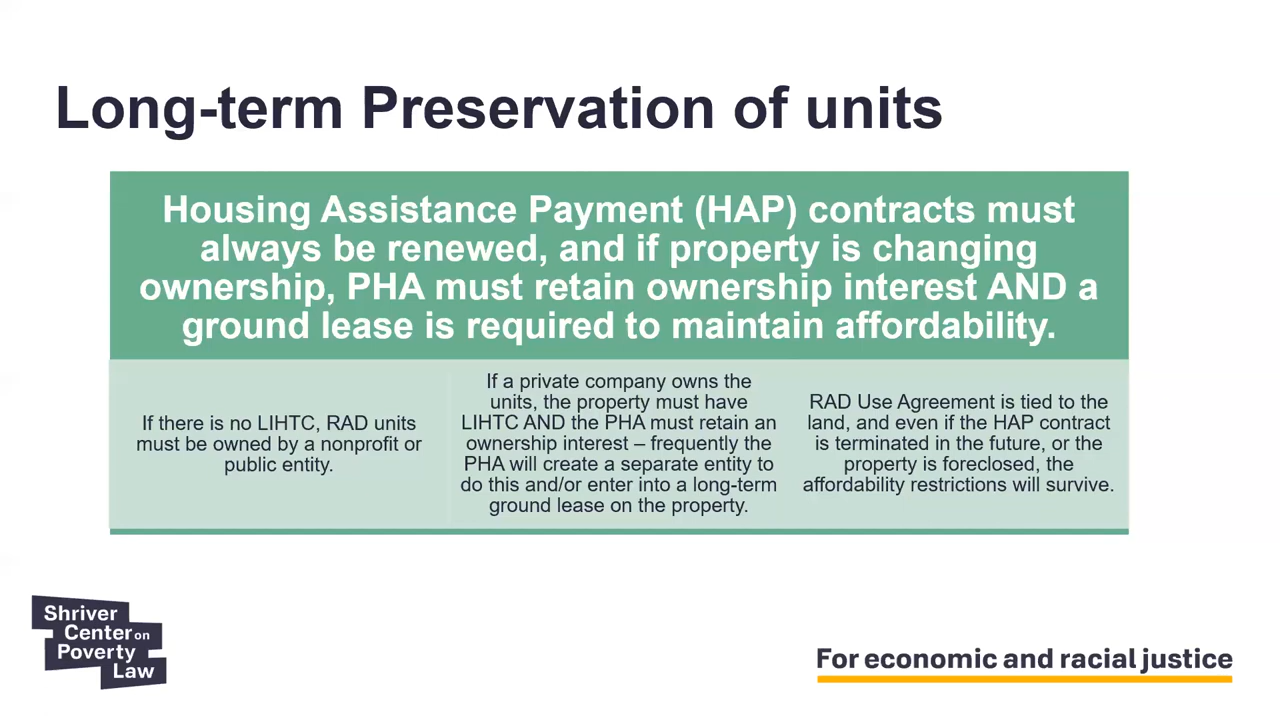 Long-term Preservation of units
Housing Assistance Payment (HAP) contracts must
always be renewed, and if property is changing
ownership, PHA must retain ownership interest AND a
ground lease is required to maintain affordability.
If there is no LIHTC, RAD units
must be owned by a nonprofit or
public entity.
If a private company owns the
units, the property must have
LIHTC AND the PHA must retain an
ownership interest – frequently the
PHA will create a separate entity to
do this and/or enter into a long-term
ground lease on the property.
RAD Use Agreement is tied to the
land, and even if the HAP contract
is terminated in the future, or the
property is foreclosed, the
affordability restrictions will survive.
Shriver
Center on
Poverty
Law
For economic and racial justice